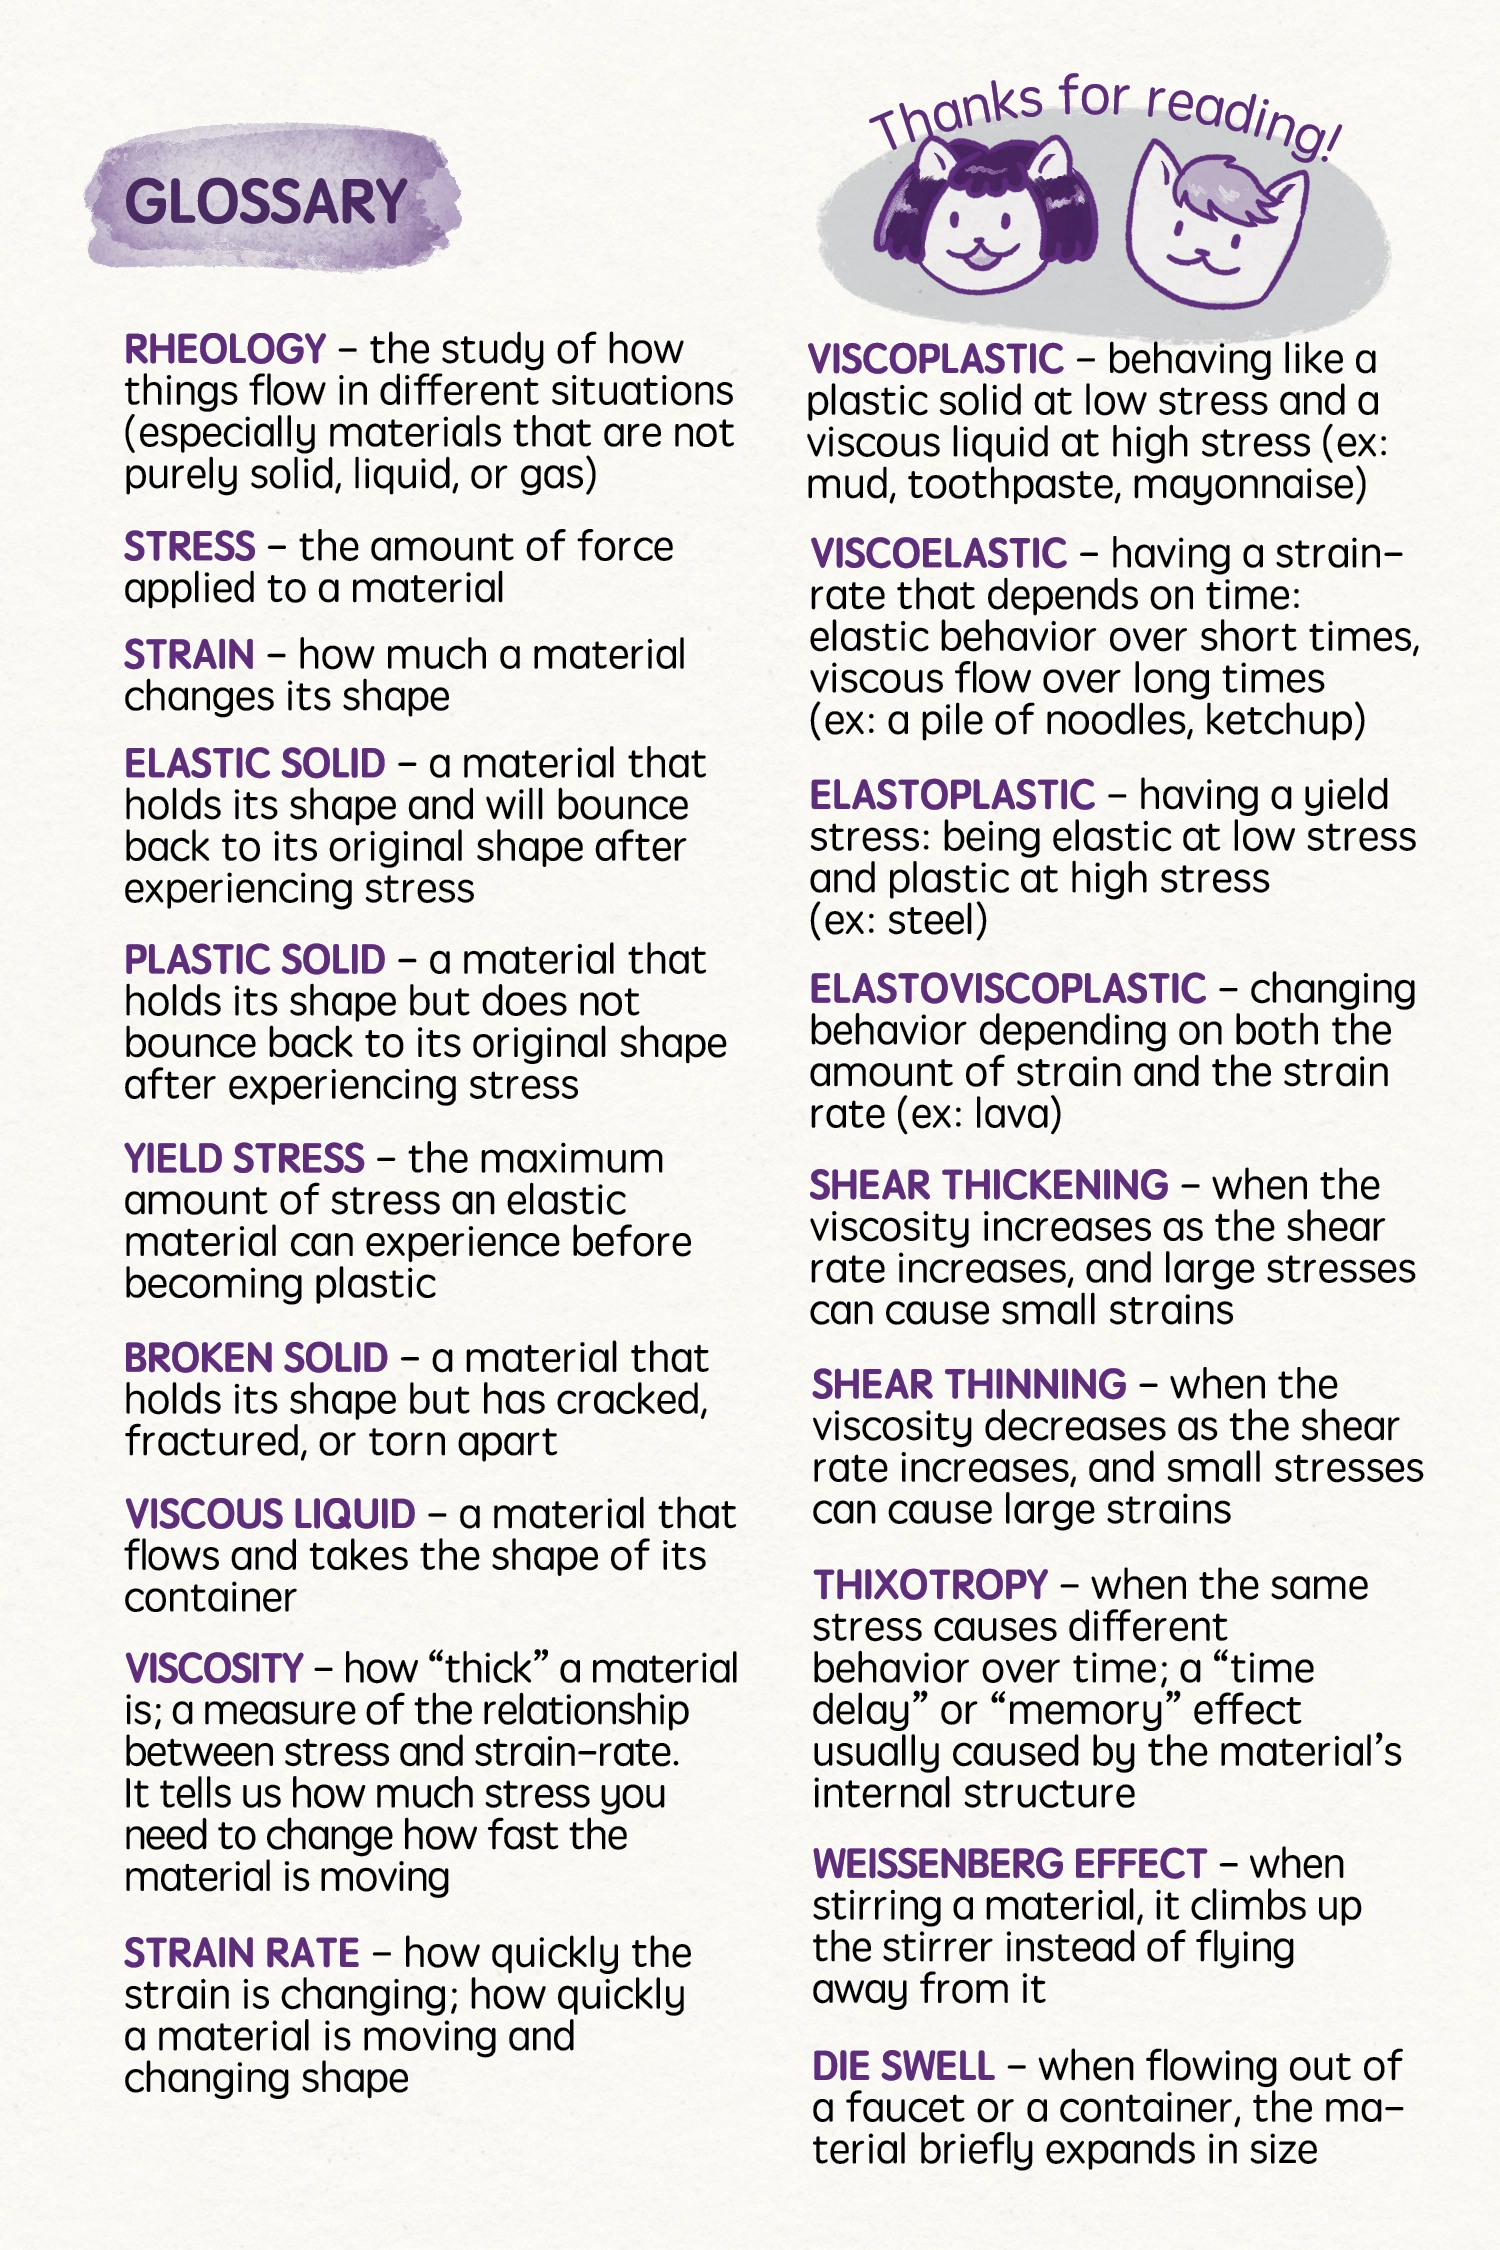 GLOSSARY
RHEOLOGY – the study of how
things flow in different situations
(especially materials that are not
purely solid, liquid, or gas)
STRESS – the amount of force
applied to a material
STRAIN – how much a material
changes its shape
ELASTIC SOLID – a material that
holds its shape and will bounce
back to its original shape after
experiencing stress
PLASTIC SOLID – a material that
holds its shape but does not
bounce back to its original shape
after experiencing stress
YIELD STRESS – the maximum
amount of stress an elastic
material can experience before
becoming plastic
BROKEN SOLID – a material that
holds its shape but has cracked,
fractured, or torn apart
VISCOUS LIQUID – a material that
flows and takes the shape of its
container
VISCOSITY – how “thick” a material
is; a measure of the relationship
between stress and strain-rate.
It tells us how much stress you
need to change how fast the
material is moving
STRAIN RATE – how quickly the
strain is changing; how quickly
a material is moving and
changing shape
Thanks for reading!
VISCOPLASTIC – behaving like a
plastic solid at low stress and a
viscous liquid at high stress (ex:
mud, toothpaste, mayonnaise)
VISCOELASTIC – having a strain-
rate that depends on time:
elastic behavior over short times,
viscous flow over long times
(ex: a pile of noodles, ketchup)
ELASTOPLASTIC – having a yield
stress: being elastic at low stress
and plastic at high stress
(ex: steel)
ELASTOVISCOPLASTIC – changing
behavior depending on both the
amount of strain and the strain
rate (ex: lava)
SHEAR THICKENING – when the
viscosity increases as the shear
rate increases, and large stresses
can cause small strains
SHEAR THINNING – when the
viscosity decreases as the shear
rate increases, and small stresses
can cause large strains
THIXOTROPY – when the same
stress causes different
behavior over time; a “time
delay” or “memory” effect
usually caused by the material’s
internal structure
WEISSENBERG EFFECT – when
stirring a material, it climbs up
the stirrer instead of flying
away from it
DIE SWELL – when flowing out of
a faucet or a container, the ma-
terial briefly expands in size